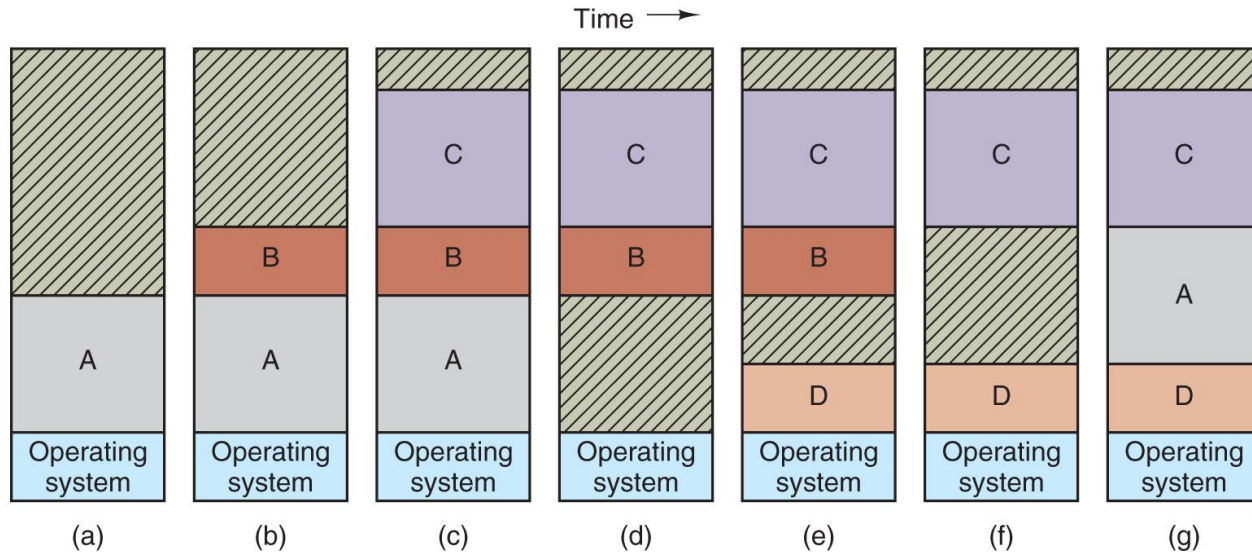 Time
C
C
C
C
C
B
B
B
B
A
A
A
A
D
D
D
Operating system
Operating system
Operating system
Operating system
Operating system
Operating system
Operating system
(a)
(b)
(c)
(d)
(e)
(f)
(g)